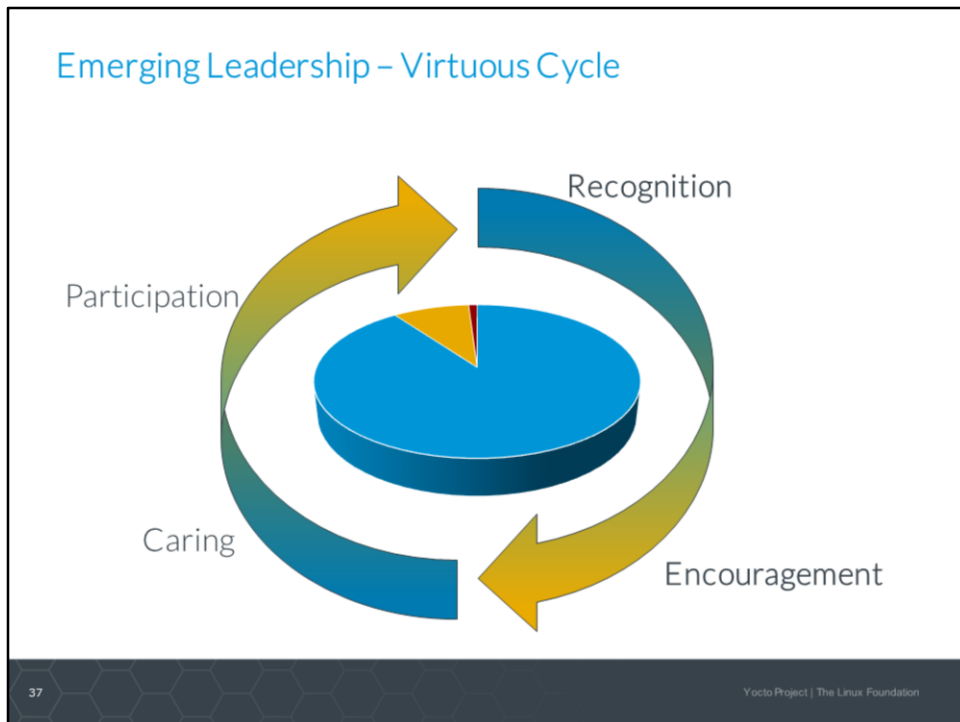 Emerging Leadership – Virtuous Cycle
Recognition
Participation
Caring
Encouragement
37
Yocto Project | The Linux Foundation